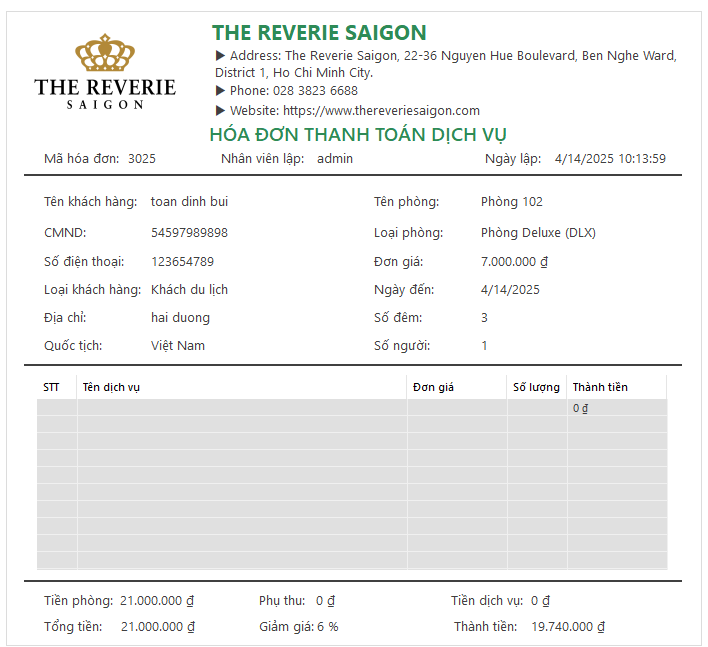 THE REVERIE
SAIGON
THE REVERIE SAIGON
▶ Address: The Reverie Saigon, 22-36 Nguyen Hue Boulevard, Ben Nghe Ward,
District 1, Ho Chi Minh City.
▶ Phone: 028 3823 6688
▶ Website: https://www.thereveriesaigon.com
HÓA ĐƠN THANH TOÁN DỊCH VỤ
Mã hóa đơn: 3025 Nhân viên lập: admin Ngày lập: 4/14/2025 10:13:59
Tên khách hàng: toan dinh bui Tên phòng: Phòng 102
CMND: 54597989898 Loại phòng: Phòng Deluxe (DLX)
Số điện thoại: 123654789 Đơn giá: 7.000.000 ₫
Loại khách hàng: Khách du lịch Ngày đến: 4/14/2025
Địa chỉ: hai duong Số đêm: 3
Quốc tịch: Việt Nam Số người: 1
STT Tên dịch vụ Đơn giá Số lượng Thành tiền
0 ₫
Tiền phòng: 21.000.000 ₫ Phụ thu: 0 ₫ Tiền dịch vụ: 0 ₫
Tổng tiền: 21.000.000 ₫ Giảm giá: 6 % Thành tiền: 19.740.000 ₫